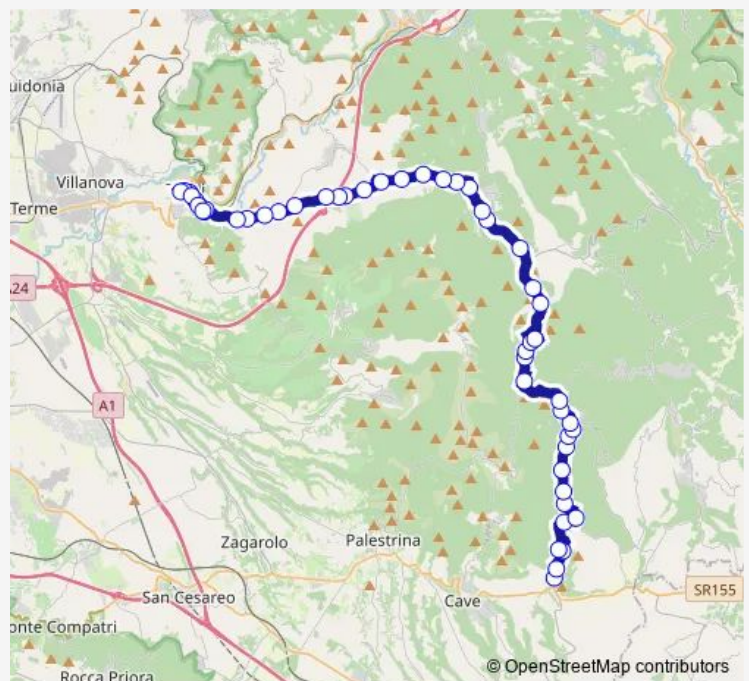 uidonia
Villanova
Terme
A24
A1
Zagarolo
Palestrina
San Cesareo
Cave
SR155
onte Compatri
Rocca Priora
© OpenStreetMap contributors